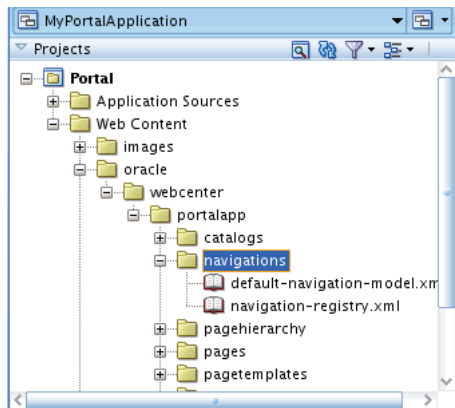 MyPortalApplication
Projects
Portal
Application Sources
Web Content
images
oracle
webcenter
portalapp
catalogs
navigations
default-navigation-model.xm
navigation-registry.xml
pagehierarchy
pages
pagetemplates